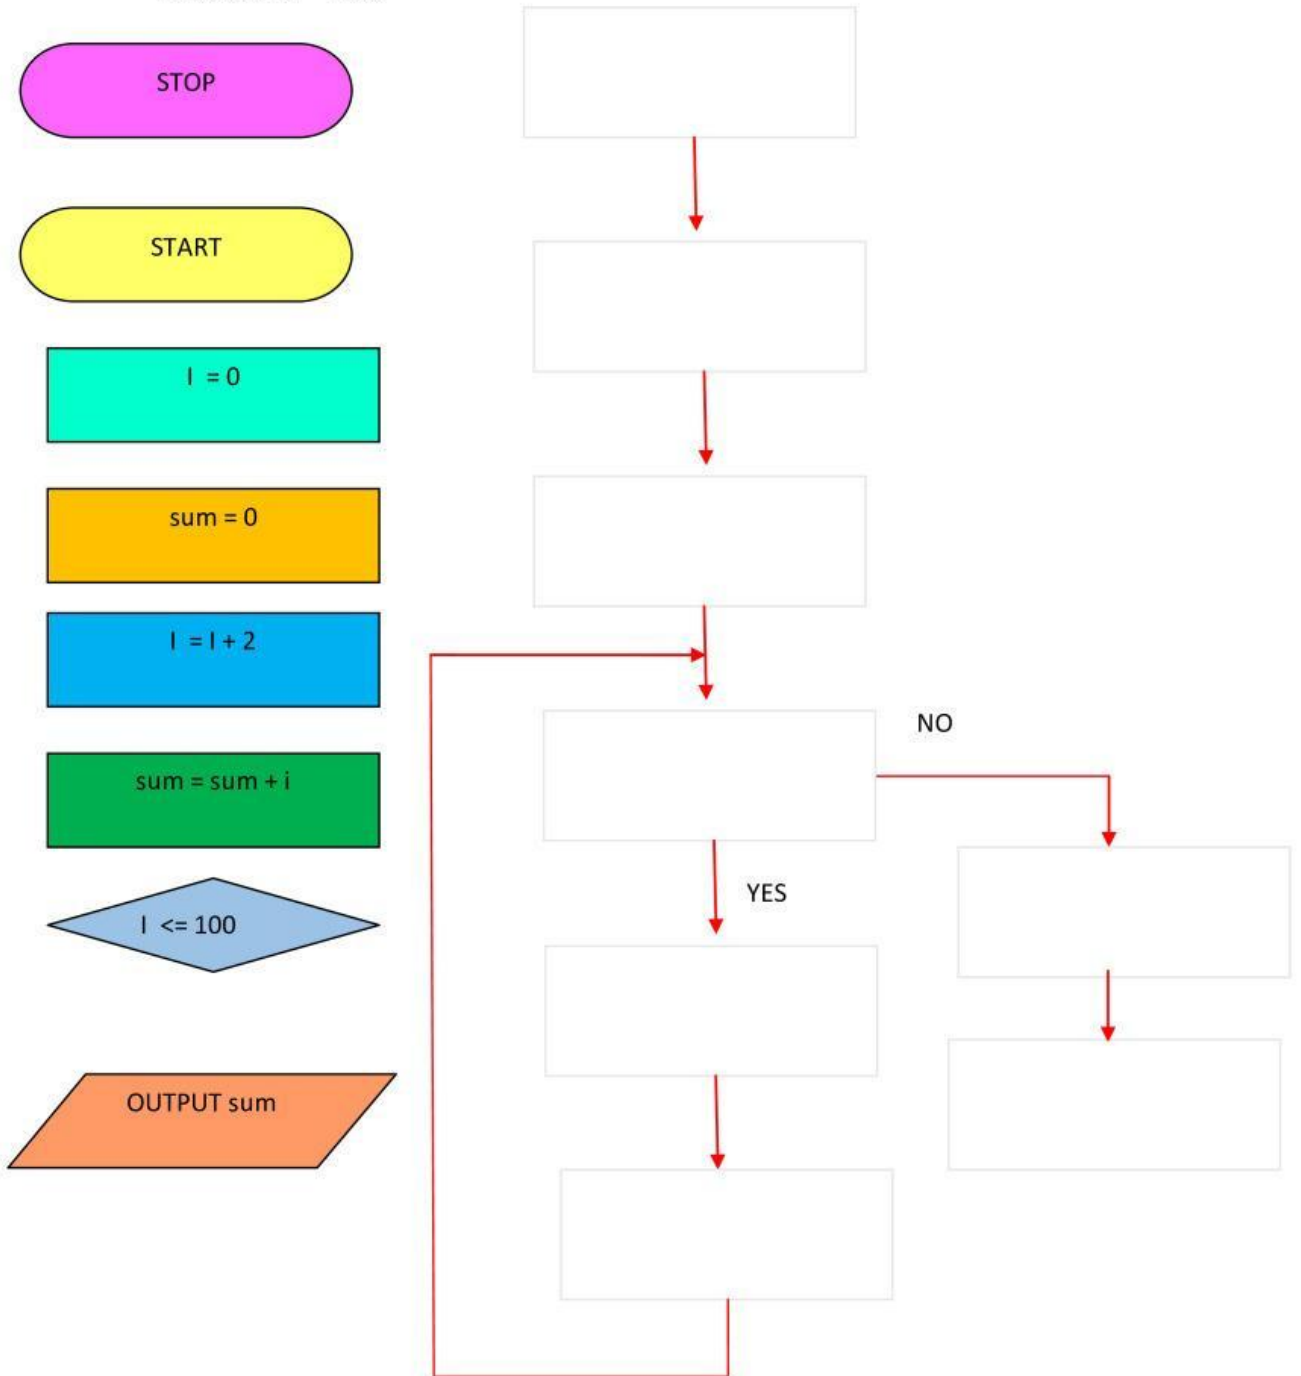 STOP
START
I = 0
sum = 0
I = I + 2
sum = sum + i
I <= 100
OUTPUT sum
NO
YES